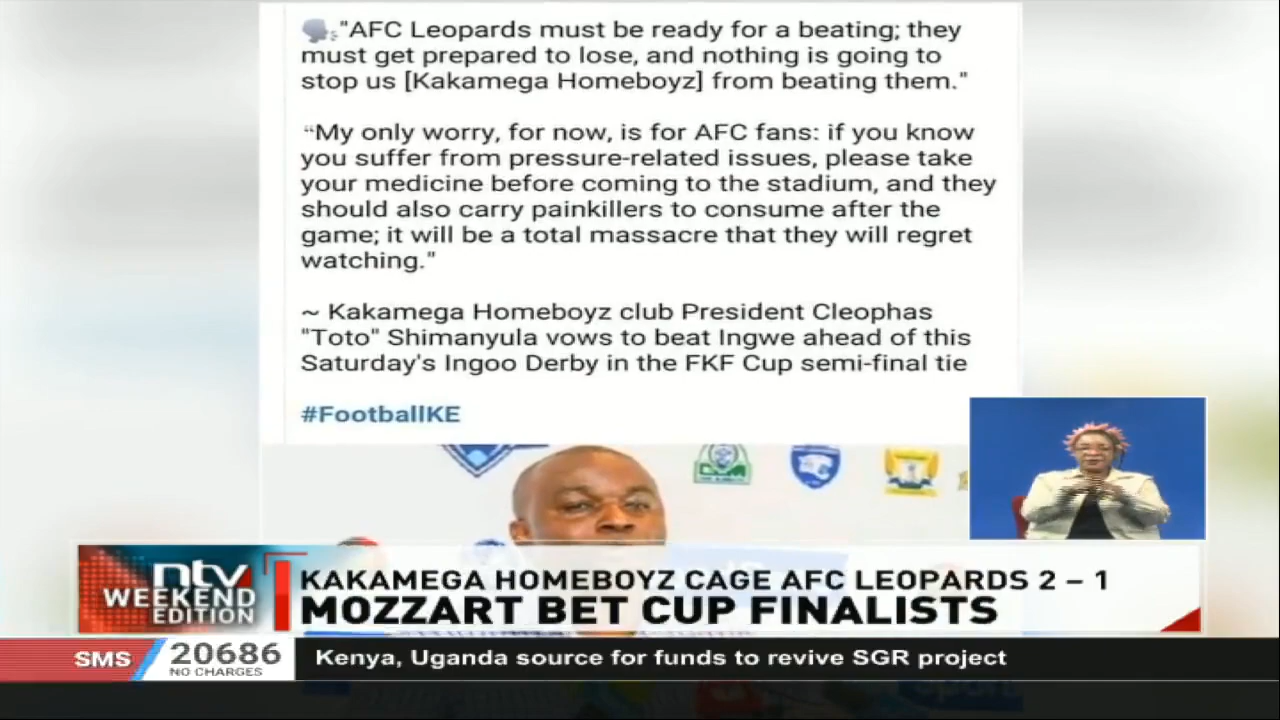 "AFC Leopards must be ready for a beating; they
must get prepared to lose, and nothing is going to
stop us [Kakamega Homeboyz] from beating them."
“My only worry, for now, is for AFC fans: if you know
you suffer from pressure-related issues, please take
your medicine before coming to the stadium, and they
should also carry painkillers to consume after the
game; it will be a total massacre that they will regret
watching."
~ Kakamega Homeboyz club President Cleophas
"Toto" Shimanyula vows to beat Ingwe ahead of this
Saturday's Ingoo Derby in the FKF Cup semi-final tie
#FootballKE
ntv
WEEKEND
EDITION
KAKAMEGA HOMEBOYZ CAGE AFC LEOPARDS 2 – 1
MOZZART BET CUP FINALISTS
SMS
20686
NO CHARGES
Kenya, Uganda source for funds to revive SGR project